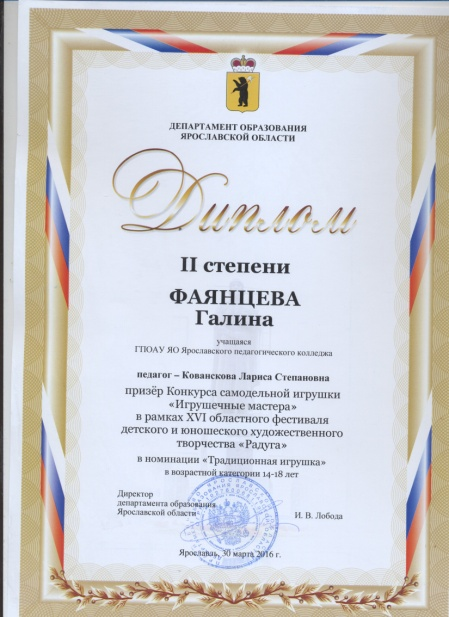 ДЕПАРТАМЕНТ ОБРАЗОВАНИЯ
ЯРОСЛАВСКОЙ ОБЛАСТИ
Диплом
II степени
ФАЯНЦЕВА
Галина
учащаяся
ГПОАУ ЯО Ярославского педагогического колледжа
педагог – Кованскова Лариса Степановна
призёр Конкурса самодельной игрушки
«Игрушечные мастера»
в рамках XVI областного фестиваля
детского и юношеского художественного
творчества «Радуга»
в номинации «Традиционная игрушка»
в возрастной категории 14-18 лет
Директор
департамента образования
Ярославской области
И. В. Лобода
Ярославль, 30 марта 2016 г.